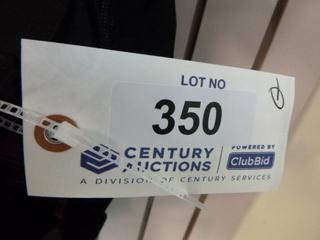 LOT NO
350
CENTURY
AUCTIONS
POWERED BY
ClubBid
A DIVISION OF CENTURY SERVICES